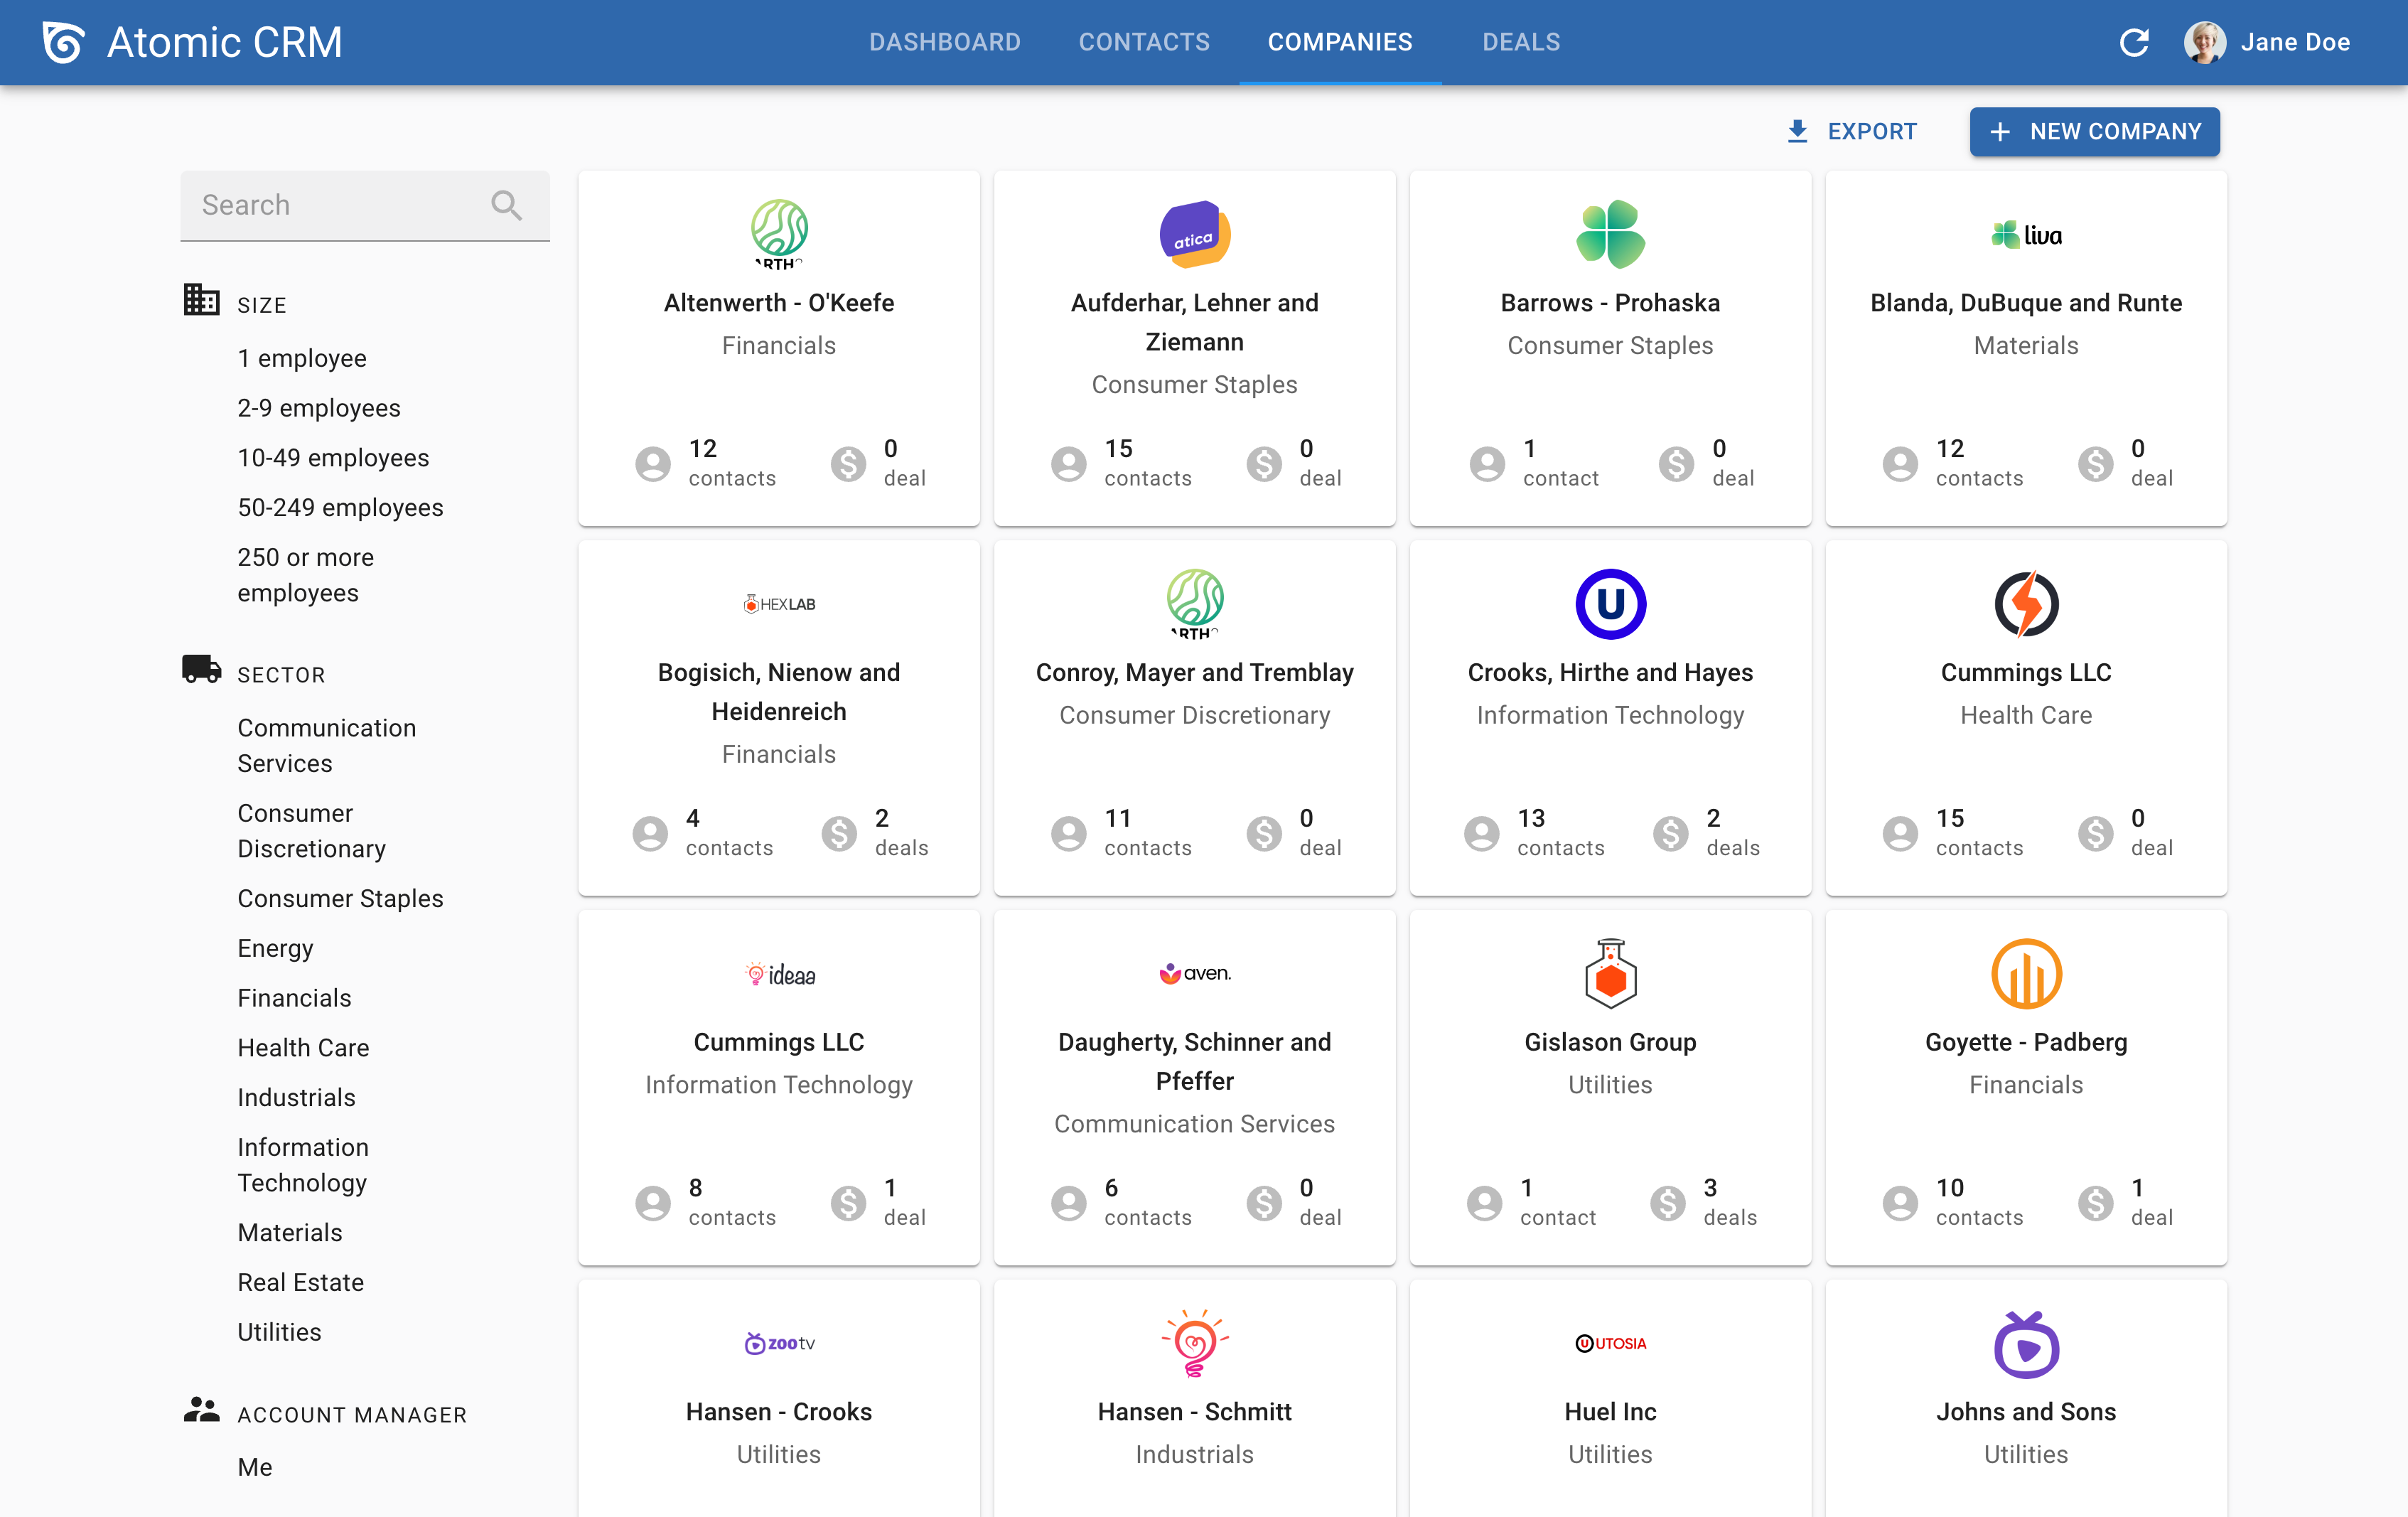 Atomic CRM
DASHBOARD CONTACTS COMPANIES DEALS
Jane Doe
EXPORT
+ NEW COMPANY
Search
SIZE
1 employee
2-9 employees
10-49 employees
50-249 employees
250 or more
employees
SECTOR
Communication
Services
Consumer
Discretionary
Consumer Staples
Energy
Financials
Health Care
Industrials
Information
Technology
Materials
Real Estate
Utilities
ACCOUNT MANAGER
Me
Altenwerth - O'Keefe
Financials
12 contacts
0 deal
atica
Aufderhar, Lehner and
Ziemann
Consumer Staples
15 contacts
0 deal
Barrows - Prohaska
Consumer Staples
1 contact
0 deal
liva
Blanda, DuBuque and Runte
Materials
12 contacts
0 deal
HEXLAB
Bogisich, Nienow and
Heidenreich
Financials
4 contacts
2 deals
Conroy, Mayer and Tremblay
Consumer Discretionary
11 contacts
0 deal
U
Crooks, Hirthe and Hayes
Information Technology
13 contacts
2 deals
Cummings LLC
Health Care
15 contacts
0 deal
ideaa
Cummings LLC
Information Technology
8 contacts
1 deal
aven.
Daugherty, Schinner and
Pfeffer
Communication Services
6 contacts
0 deal
Gislason Group
Utilities
1 contact
3 deals
Goyette - Padberg
Financials
10 contacts
1 deal
zootv
Hansen - Crooks
Utilities
Hansen - Schmitt
Industrials
U UTOSIA
Huel Inc
Utilities
Johns and Sons
Utilities